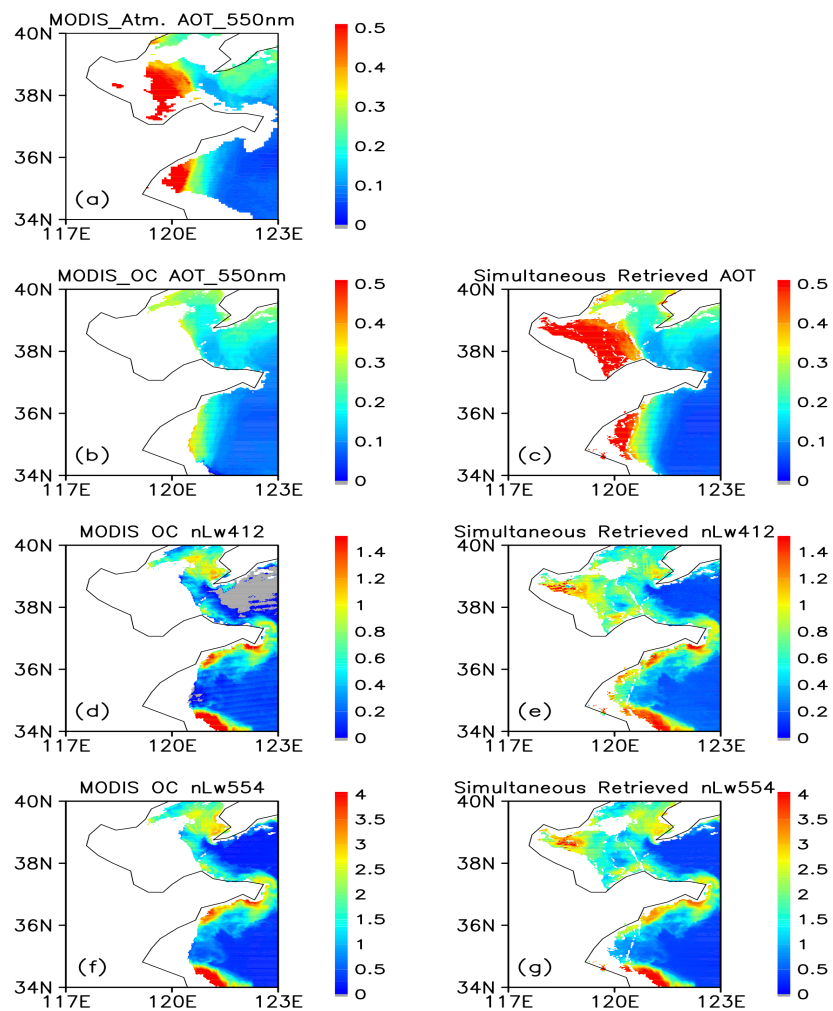 MODIS_Atm. AOT_550nm
40N
38N
36N
34N
117E 120E 123E
(a)
0.5
0.4
0.3
0.2
0.1
0
MODIS_OC AOT_550nm
40N
38N
36N
34N
117E 120E 123E
(b)
0.5
0.4
0.3
0.2
0.1
0
Simultaneous Retrieved AOT
40N
38N
36N
34N
117E 120E 123E
(c)
0.5
0.4
0.3
0.2
0.1
0
MODIS OC nLw412
40N
38N
36N
34N
117E 120E 123E
(d)
1.4
1.2
1
0.8
0.6
0.4
0.2
0
Simultaneous Retrieved nLw412
40N
38N
36N
34N
117E 120E 123E
(e)
1.4
1.2
1
0.8
0.6
0.4
0.2
0
MODIS OC nLw554
40N
38N
36N
34N
117E 120E 123E
(f)
4
3.5
3
2.5
2
1.5
1
0.5
0
Simultaneous Retrieved nLw554
40N
38N
36N
34N
117E 120E 123E
(g)
4
3.5
3
2.5
2
1.5
1
0.5
0